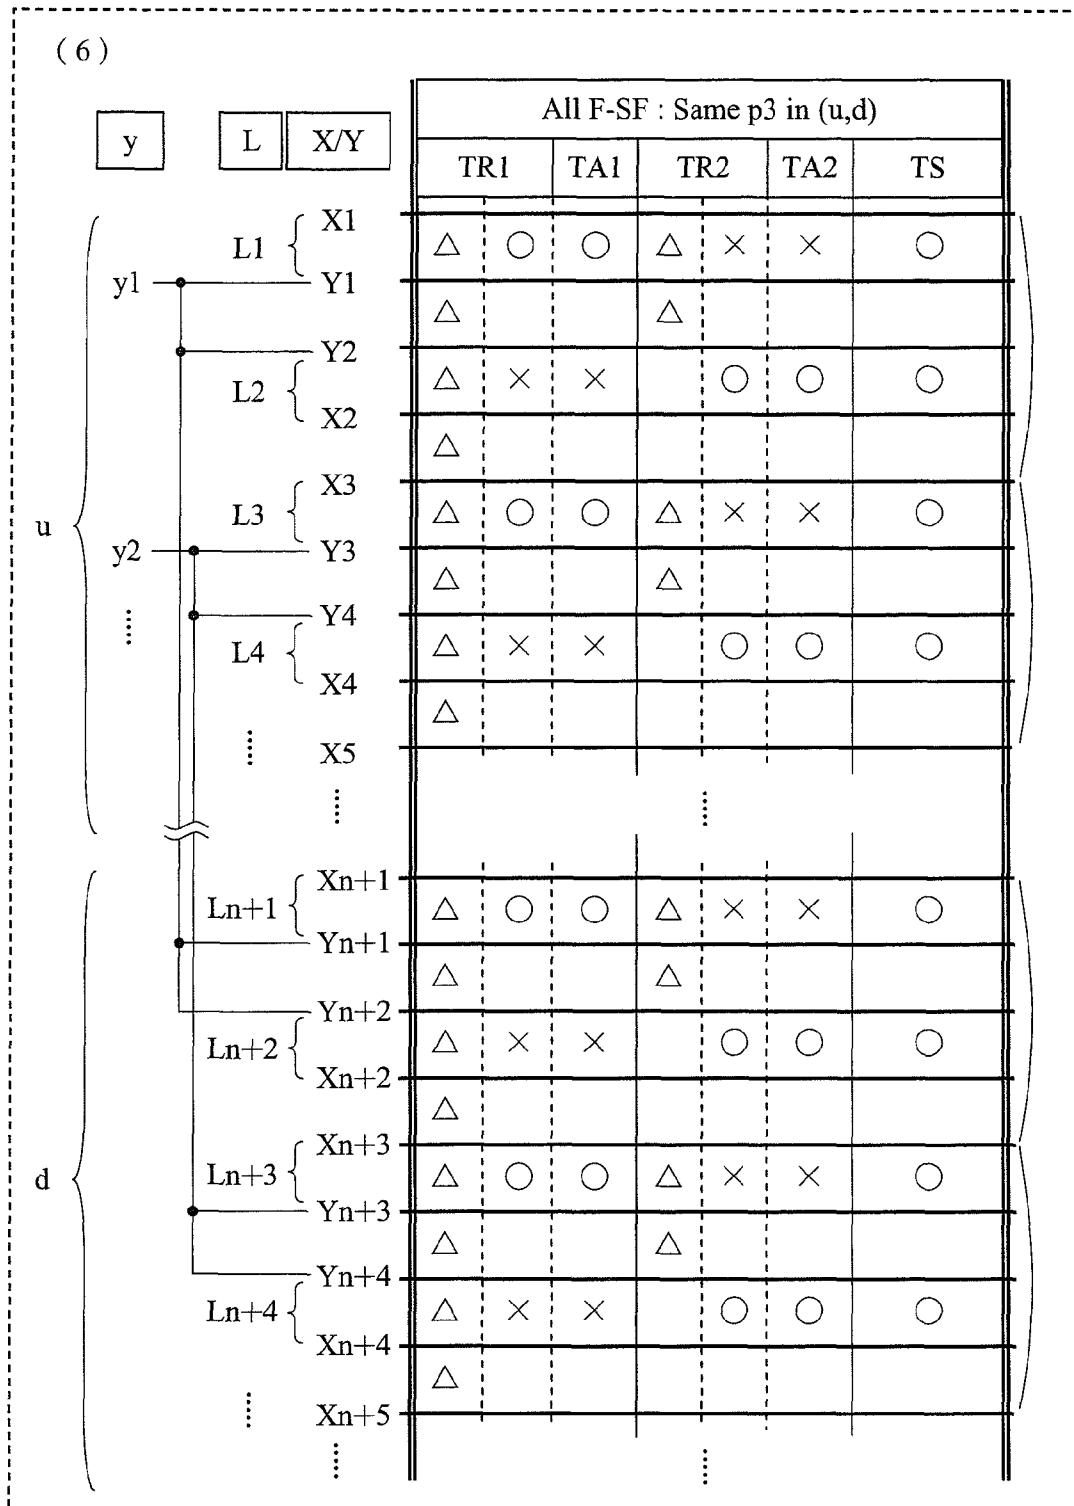 (6)
All F-SF : Same p3 in (u,d)
y L X/Y
TR1 TA1 TR2 TA2 TS
X1
L1 △ ○ ○ △ × × ○
y1 Y1
△ △
Y2
L2 △ × × ○ ○ ○
X2
△
X3
L3 △ ○ ○ △ × × ○
u
y2 Y3
△ △
Y4
L4 △ × × ○ ○ ○
X4
△
X5
Xn+1
Ln+1 △ ○ ○ △ × × ○
Yn+1
△ △
Yn+2
Ln+2 △ × × ○ ○ ○
Xn+2
△
Xn+3
d Ln+3 △ ○ ○ △ × × ○
Yn+3
△ △
Yn+4
Ln+4 △ × × ○ ○ ○
Xn+4
△
Xn+5